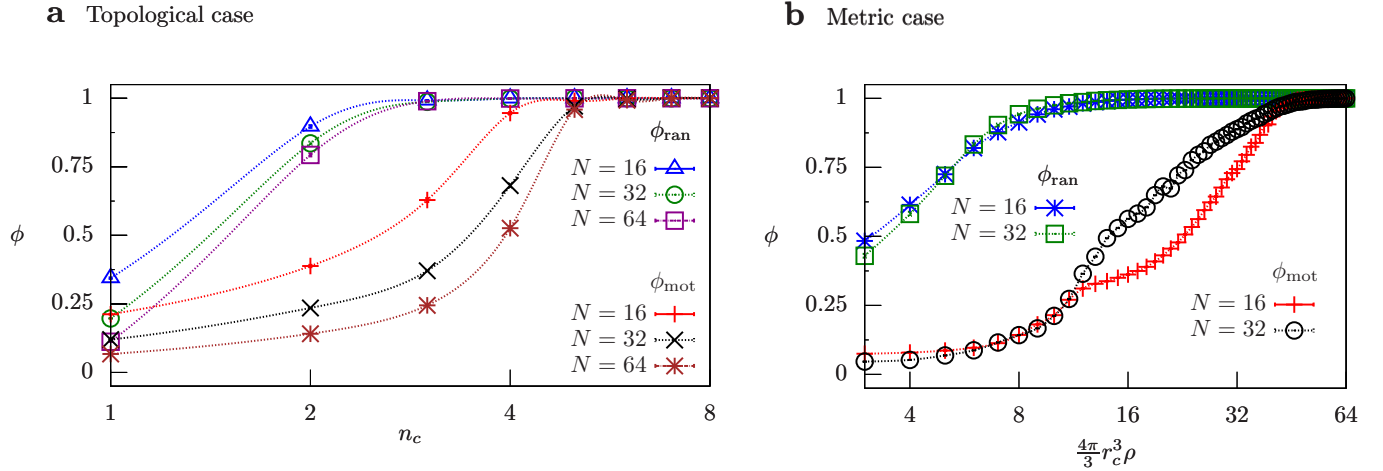 a Topological case
1
0.75
0.5
0.25
0
ϕ
1 2 4 8
n_c
ϕ_ran
N = 16
N = 32
N = 64
ϕ_mot
N = 16
N = 32
N = 64
b Metric case
1
0.75
0.5
0.25
0
ϕ
4 8 16 32 64
\frac{4π}{3} r_c^3 ρ
ϕ_ran
N = 16
N = 32
ϕ_mot
N = 16
N = 32